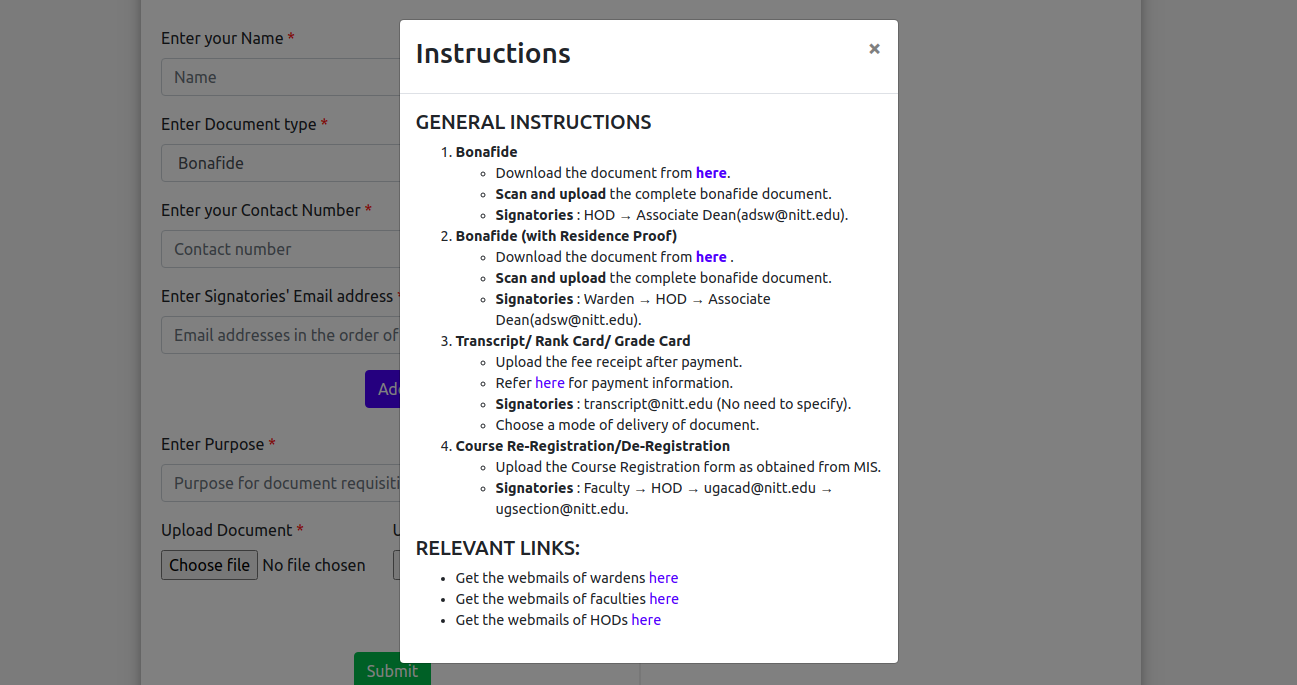 Instructions
×
GENERAL INSTRUCTIONS
1. Bonafide
◦ Download the document from here.
◦ Scan and upload the complete bonafide document.
◦ Signatories : HOD → Associate Dean(adsw@nitt.edu).
2. Bonafide (with Residence Proof)
◦ Download the document from here .
◦ Scan and upload the complete bonafide document.
◦ Signatories : Warden → HOD → Associate
Dean(adsw@nitt.edu).
3. Transcript/ Rank Card/ Grade Card
◦ Upload the fee receipt after payment.
◦ Refer here for payment information.
◦ Signatories : transcript@nitt.edu (No need to specify).
◦ Choose a mode of delivery of document.
4. Course Re-Registration/De-Registration
◦ Upload the Course Registration form as obtained from MIS.
◦ Signatories : Faculty → HOD → ugacad@nitt.edu →
ugsection@nitt.edu.
RELEVANT LINKS:
• Get the webmails of wardens here
• Get the webmails of faculties here
• Get the webmails of HODs here
Enter your Name *
Name
Enter Document type *
Bonafide
Enter your Contact Number *
Contact number
Enter Signatories' Email address *
Email addresses in the order of
Enter Purpose *
Purpose for document
Upload Document *
Choose file No file chosen
Submit